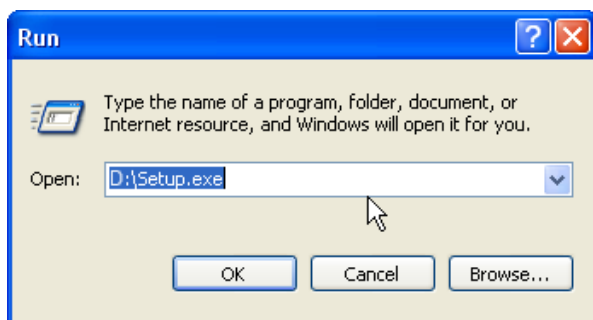 Run
Type the name of a program, folder, document, or
Internet resource, and Windows will open it for you.
Open: D:\Setup.exe
OK Cancel Browse...